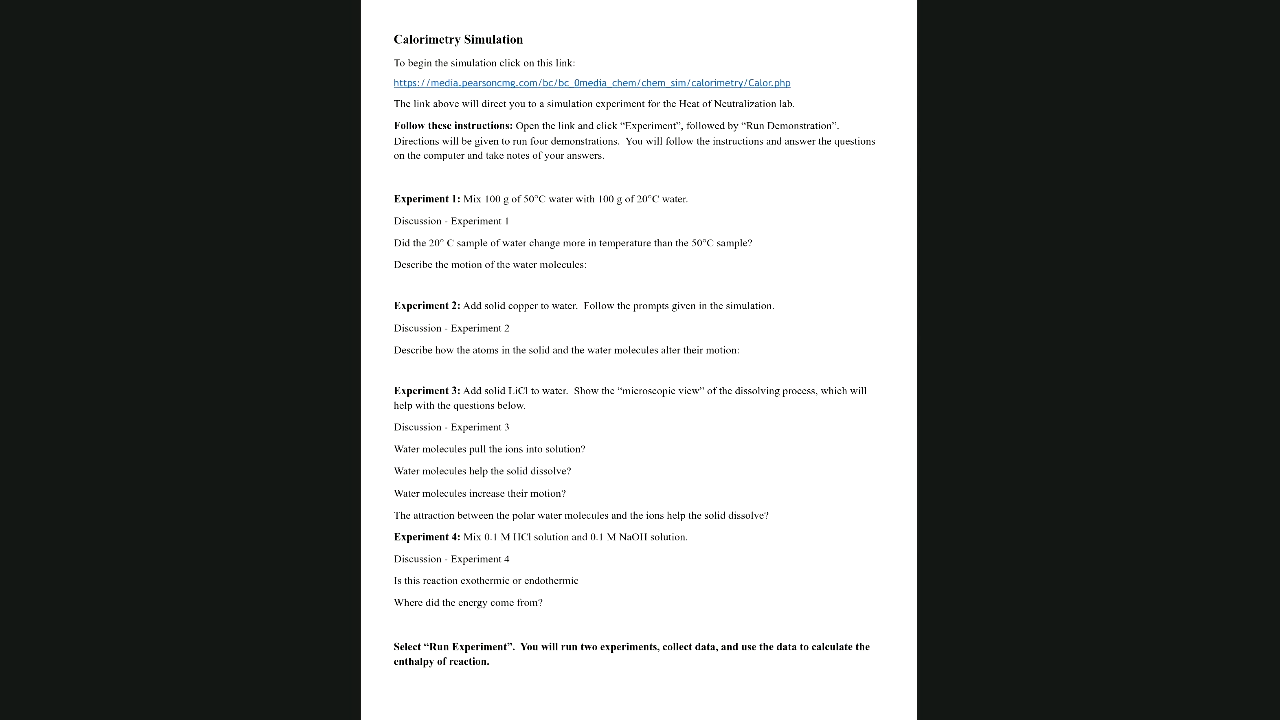 Calorimetry Simulation
To begin the simulation click on this link:
https://media.pearsoncmg.com/bc/bc_0media_chem/chem_sim/calorimetry/Calor.php
The link above will direct you to a simulation experiment for the Heat of Neutralization lab.
Follow these instructions: Open the link and click “Experiment”, followed by “Run Demonstration”.
Directions will be given to run four demonstrations.  You will follow the instructions and answer the questions
on the computer and take notes of your answers.
Experiment 1: Mix 100 g of 50°C water with 100 g of 20°C water.
Discussion - Experiment 1
Did the 20° C sample of water change more in temperature than the 50°C sample?
Describe the motion of the water molecules:
Experiment 2: Add solid copper to water.  Follow the prompts given in the simulation.
Discussion - Experiment 2
Describe how the atoms in the solid and the water molecules alter their motion:
Experiment 3: Add solid LiCl to water.  Show the “microscopic view” of the dissolving process, which will
help with the questions below.
Discussion - Experiment 3
Water molecules pull the ions into solution?
Water molecules help the solid dissolve?
Water molecules increase their motion?
The attraction between the polar water molecules and the ions help the solid dissolve?
Experiment 4: Mix 0.1 M HCl solution and 0.1 M NaOH solution.
Discussion - Experiment 4
Is this reaction exothermic or endothermic
Where did the energy come from?
Select “Run Experiment”.  You will run two experiments, collect data, and use the data to calculate the
enthalpy of reaction.